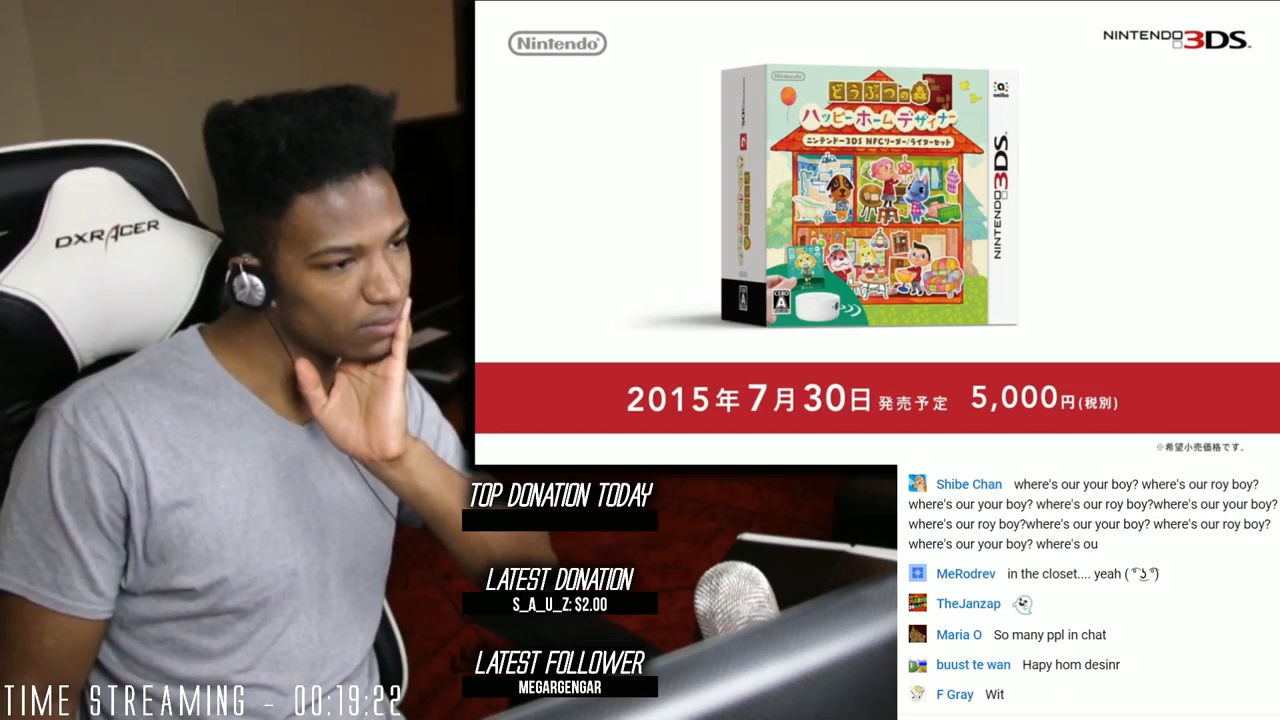 Nintendo
NINTENDO 3DS
Nintendo
どうぶつの森
ハッピーホームデザイナー
ニンテンドー3DS NFCリーダー/ライターセット
amiibo
NINTENDO 3DS
CERO
A
DXRACER
2015年7月30日 発売予定 5,000円(税別)
※希望小売価格です。
TOP DONATION TODAY
LATEST DONATION
S_A_U_Z: $2.00
LATEST FOLLOWER
MEGARGENGAR
TIME STREAMING - 00:19:22
Shibe Chan where's our your boy? where's our roy boy?
where's our your boy? where's our roy boy?where's our your boy?
where's our roy boy?where's our your boy? where's our roy boy?
where's our your boy? where's ou
MeRodrev in the closet.... yeah ( ͡° ͜ʖ ͡°)
TheJanzap
Maria O So many ppl in chat
buust te wan Hapy hom desinr
F Gray Wit